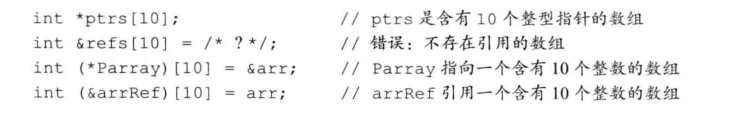 int *ptrs[10]; // ptrs 是含有 10 个整型指针的数组
int &refs[10] = /* ? */; // 错误：不存在引用的数组
int (*Parray)[10] = &arr; // Parray 指向一个含有 10 个整数的数组
int (&arrRef)[10] = arr; // arrRef 引用一个含有 10 个整数的数组